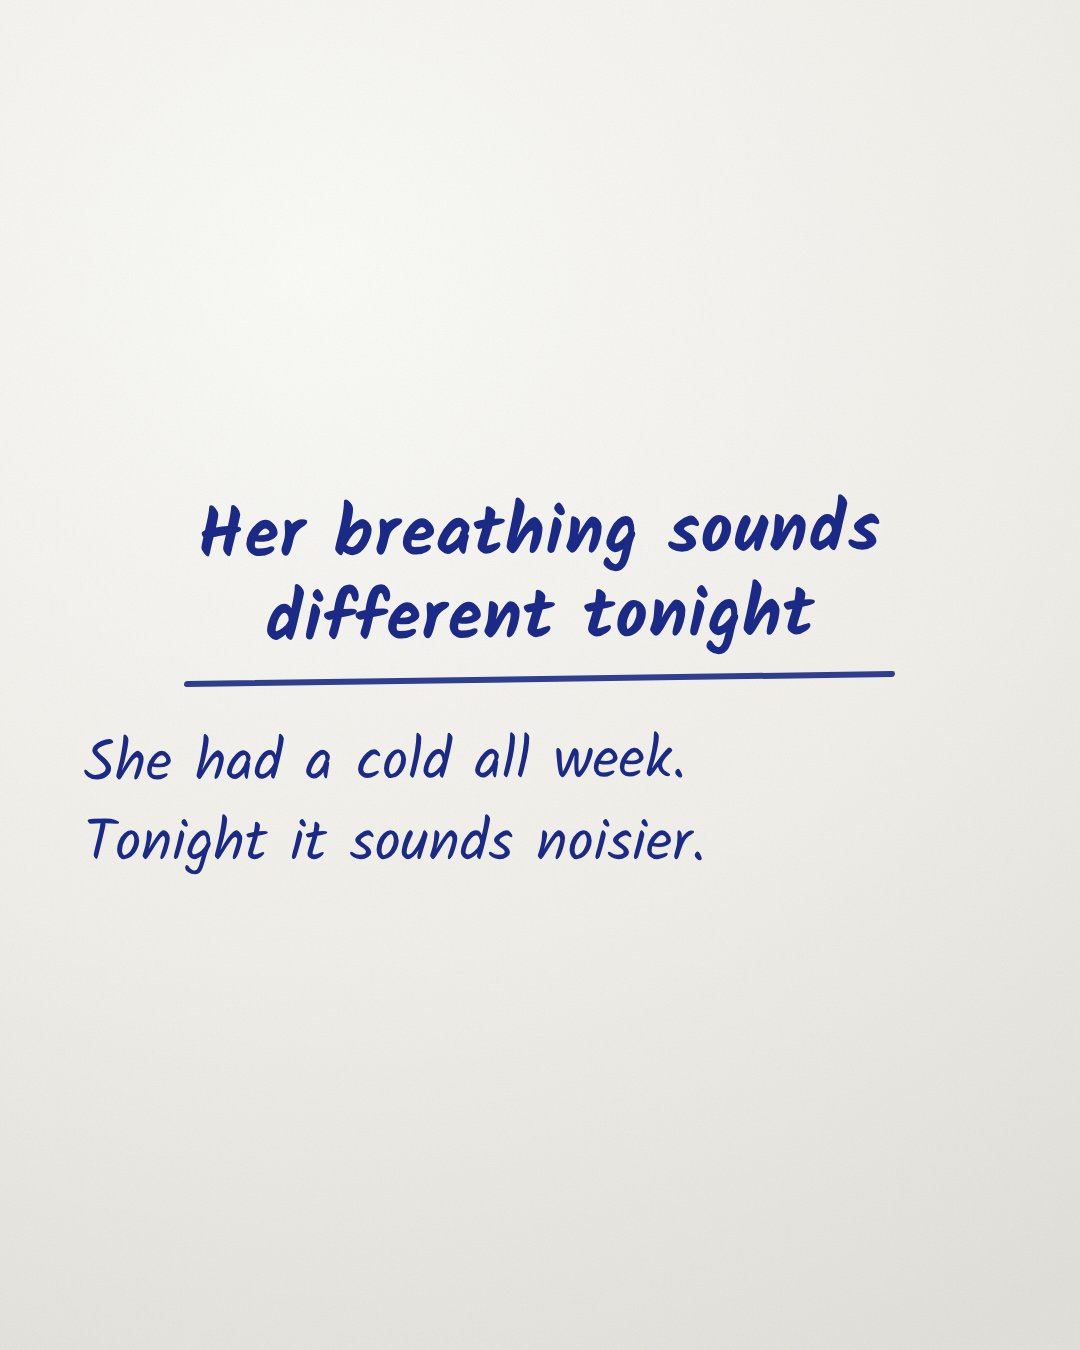 Her breathing sounds
different tonight
She had a cold all week.
Tonight it sounds noisier.